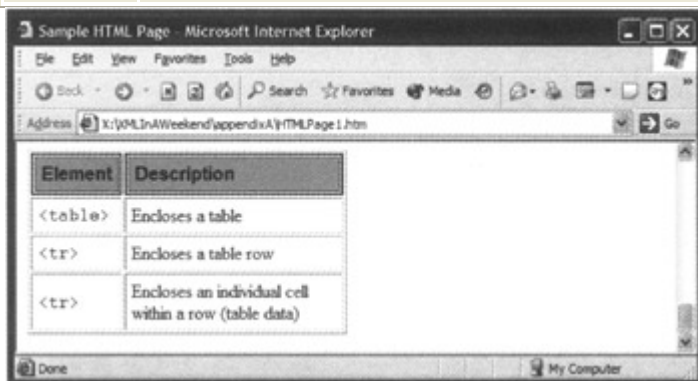 Sample HTML Page - Microsoft Internet Explorer
File Edit View Favorites Tools Help
Back Search Favorites Media
Address X:\XMLInAWeekend\appendixA\HTMLPage1.htm Go
Element Description
<table> Encloses a table
<tr> Encloses a table row
<tr> Encloses an individual cell
within a row (table data)
Done My Computer